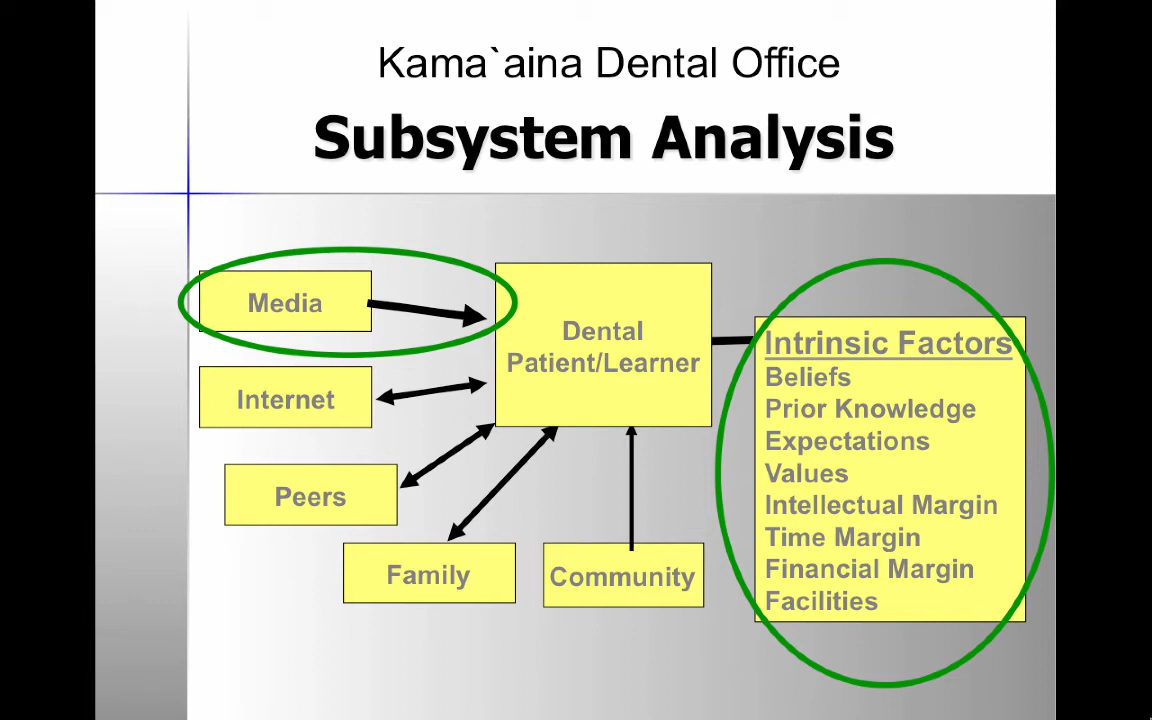 Kama`aina Dental Office
Subsystem Analysis
Media
Internet
Peers
Family
Community
Dental
Patient/Learner
Intrinsic Factors
Beliefs
Prior Knowledge
Expectations
Values
Intellectual Margin
Time Margin
Financial Margin
Facilities